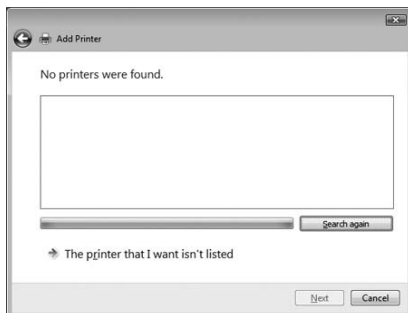 Add Printer
No printers were found.
Search again
The printer that I want isn't listed
Next Cancel